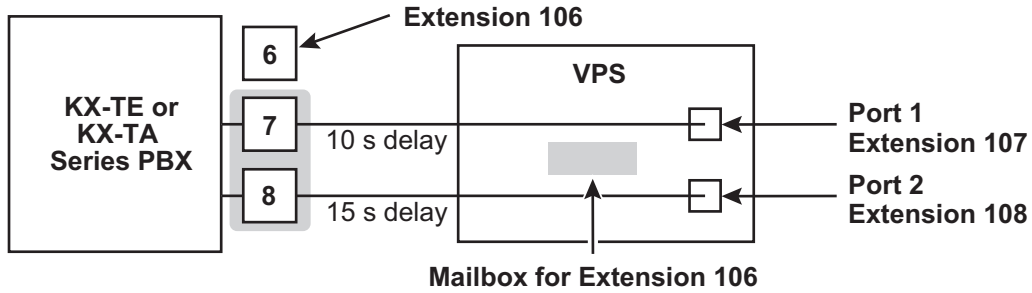 Extension 106
6
VPS
KX-TE or
KX-TA
Series PBX
7
10 s delay
Port 1
Extension 107
8
15 s delay
Port 2
Extension 108
Mailbox for Extension 106